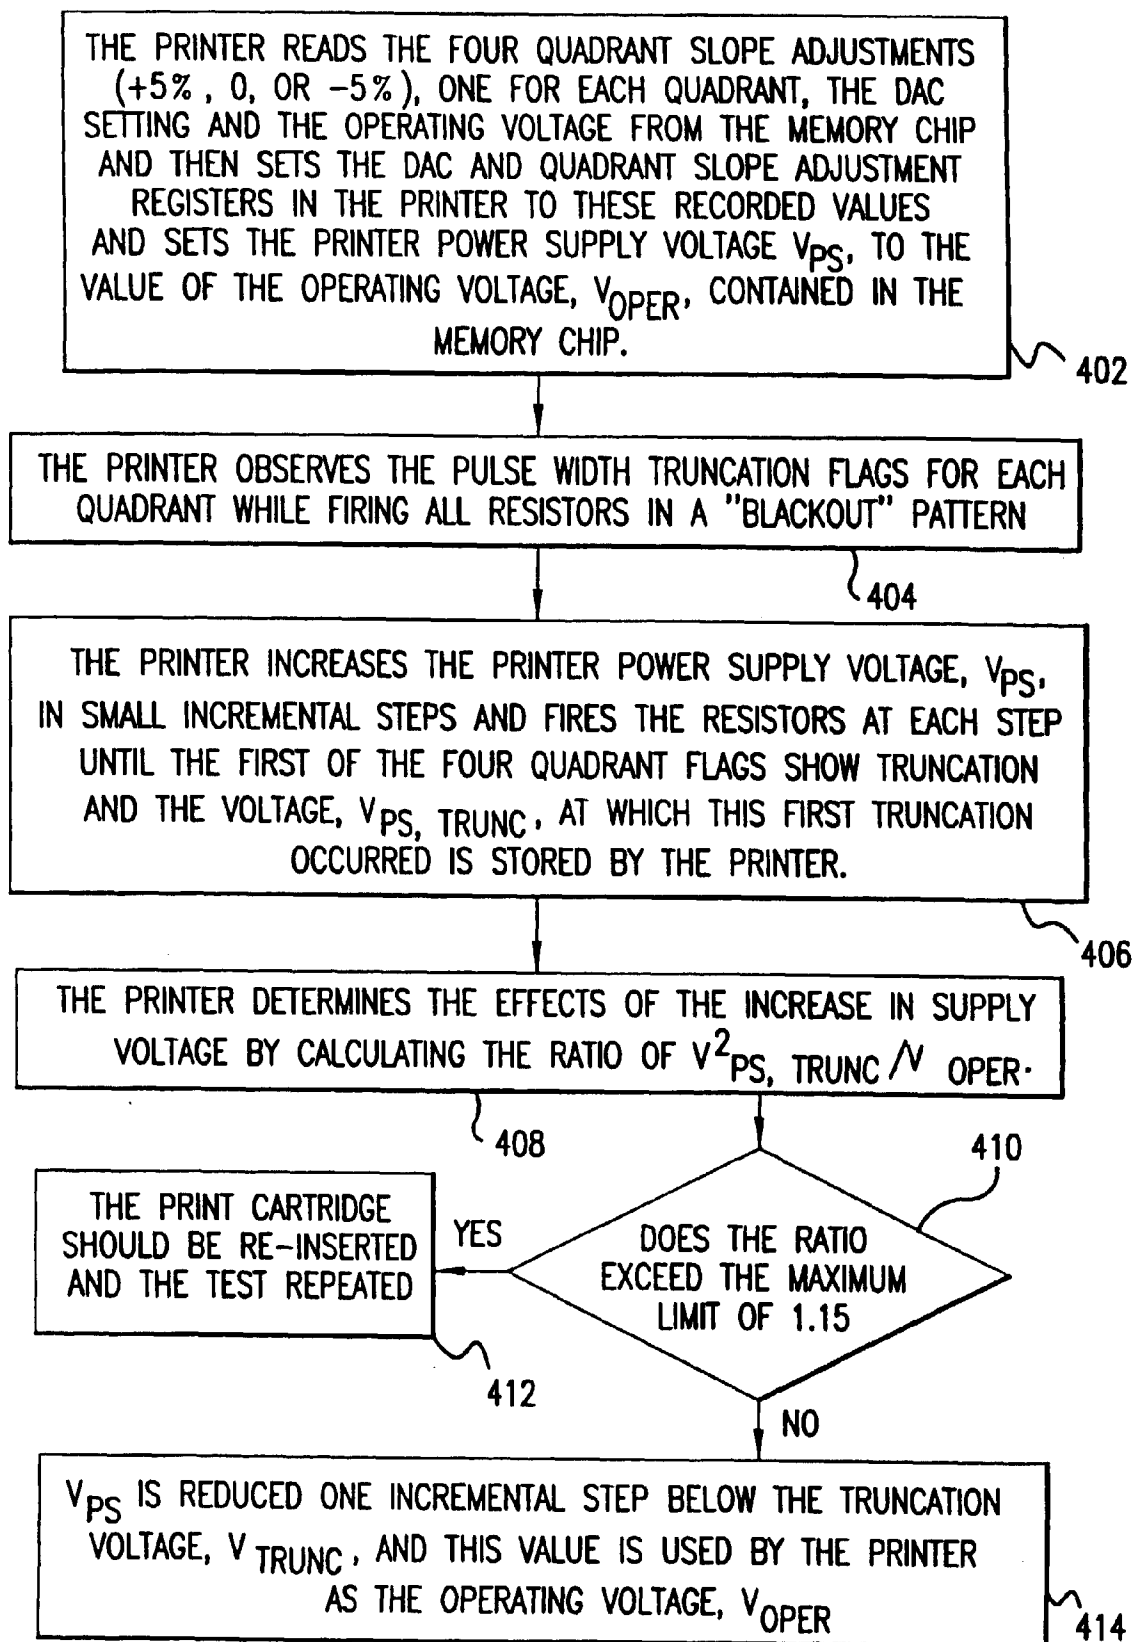 THE PRINTER READS THE FOUR QUADRANT SLOPE ADJUSTMENTS
(+5%, 0, OR -5%), ONE FOR EACH QUADRANT, THE DAC
SETTING AND THE OPERATING VOLTAGE FROM THE MEMORY CHIP
AND THEN SETS THE DAC AND QUADRANT SLOPE ADJUSTMENT
REGISTERS IN THE PRINTER TO THESE RECORDED VALUES
AND SETS THE PRINTER POWER SUPPLY VOLTAGE VPS, TO THE
VALUE OF THE OPERATING VOLTAGE, VOPER, CONTAINED IN THE
MEMORY CHIP.
402
THE PRINTER OBSERVES THE PULSE WIDTH TRUNCATION FLAGS FOR EACH
QUADRANT WHILE FIRING ALL RESISTORS IN A "BLACKOUT" PATTERN
404
THE PRINTER INCREASES THE PRINTER POWER SUPPLY VOLTAGE, VPS,
IN SMALL INCREMENTAL STEPS AND FIRES THE RESISTORS AT EACH STEP
UNTIL THE FIRST OF THE FOUR QUADRANT FLAGS SHOW TRUNCATION
AND THE VOLTAGE, VPS, TRUNC, AT WHICH THIS FIRST TRUNCATION
OCCURRED IS STORED BY THE PRINTER.
406
THE PRINTER DETERMINES THE EFFECTS OF THE INCREASE IN SUPPLY
VOLTAGE BY CALCULATING THE RATIO OF V²PS, TRUNC /V OPER.
408
410
DOES THE RATIO
EXCEED THE MAXIMUM
LIMIT OF 1.15
YES
THE PRINT CARTRIDGE
SHOULD BE RE-INSERTED
AND THE TEST REPEATED
412
NO
VPS IS REDUCED ONE INCREMENTAL STEP BELOW THE TRUNCATION
VOLTAGE, V TRUNC, AND THIS VALUE IS USED BY THE PRINTER
AS THE OPERATING VOLTAGE, VOPER
414